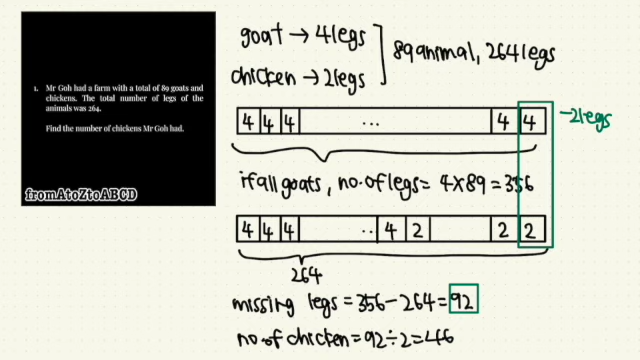 1. Mr Goh had a farm with a total of 89 goats and
chickens. The total number of legs of the
animals was 264.
Find the number of chickens Mr Goh had.
fromAtoZtoABCD
goat → 4legs
chicken → 2legs
89 animal, 264 legs
4 4 4 ... 4 4
-2legs
if all goats, no. of legs = 4 × 89 = 356
4 4 4 .. 4 2 2 2
264
missing legs = 356 - 264 = 92
no. of chicken = 92 ÷ 2 = 46